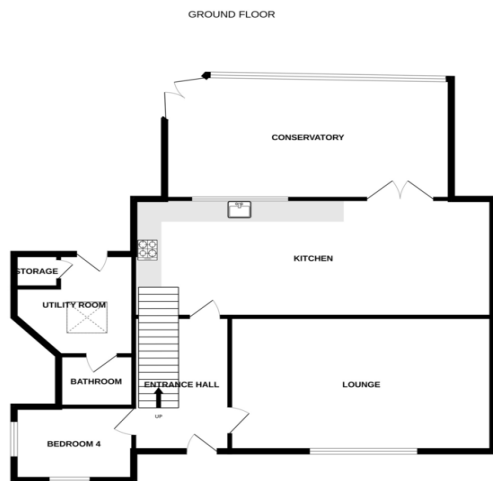 GROUND FLOOR
CONSERVATORY
KITCHEN
STORAGE
UTILITY ROOM
BATHROOM
ENTRANCE HALL
LOUNGE
UP
BEDROOM 4